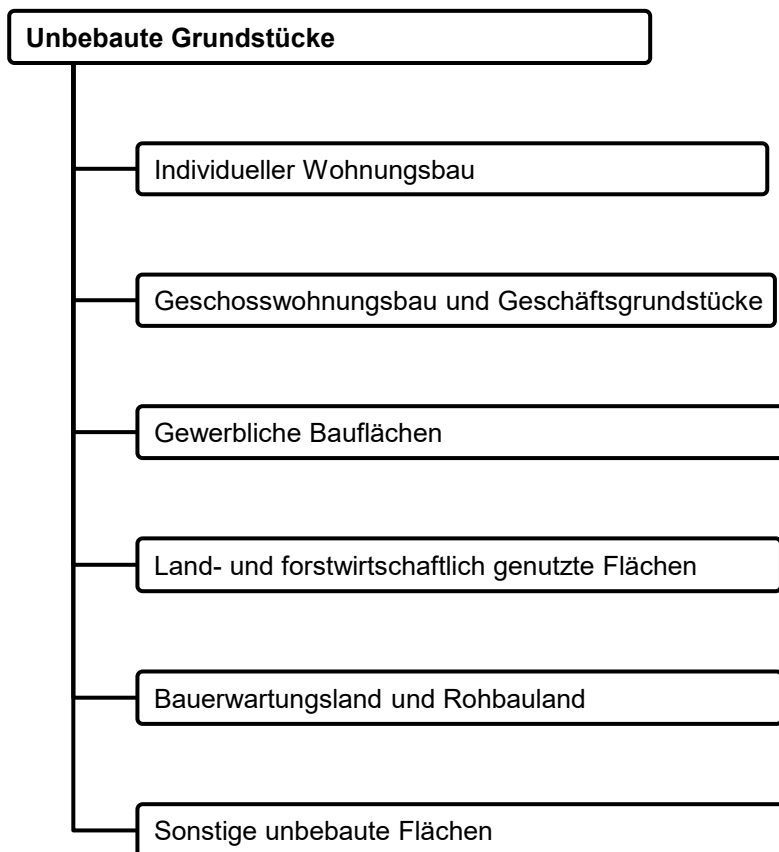 Unbebaute Grundstücke
Individueller Wohnungsbau
Geschosswohnungsbau und Geschäftsgrundstücke
Gewerbliche Bauflächen
Land- und forstwirtschaftlich genutzte Flächen
Bauerwartungsland und Rohbauland
Sonstige unbebaute Flächen